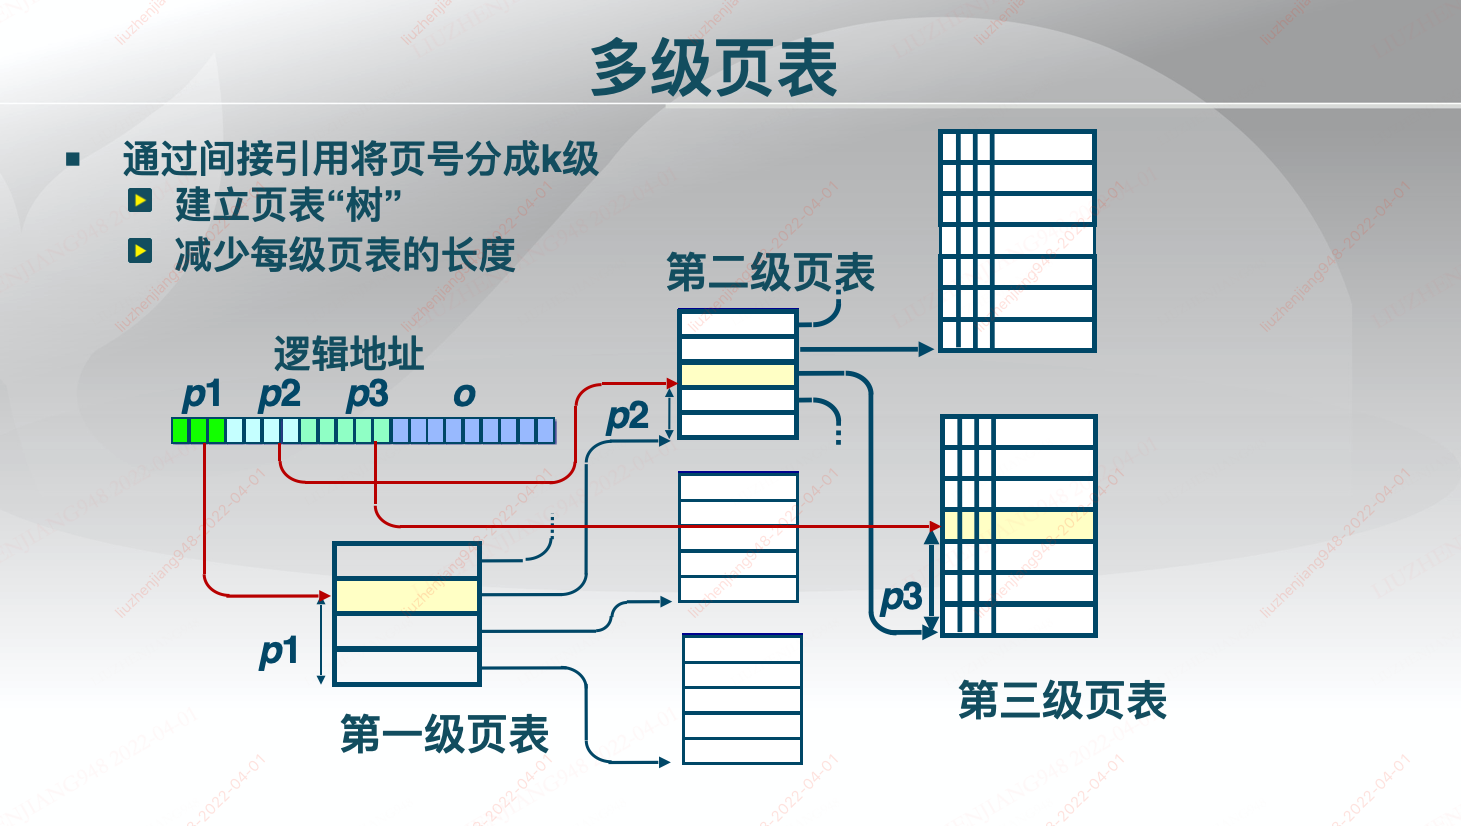 多级页表
通过间接引用将页号分成k级
建立页表“树”
减少每级页表的长度
逻辑地址
p1 p2 p3 o
第二级页表
p2
p1
p3
第一级页表
第三级页表
liuzhenjiang948-2022-04-01